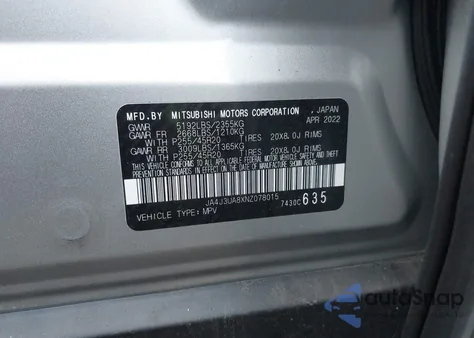 MFD.BY MITSUBISHI MOTORS CORPORATION , JAPAN
GVWR 5192LBS/2355KG APR 2022
GAWR FR 2668LBS/1210KG
WITH P255/45R20 TIRES 20X8.0J RIMS
GAWR RR 3009LBS/1365KG
WITH P255/45R20 TIRES 20X8.0J RIMS
THIS VEHICLE CONFORMS TO ALL APPLICABLE
FEDERAL MOTOR VEHICLE SAFETY AND THEFT
PREVENTION STANDARDS IN EFFECT ON THE DATE OF
MANUFACTURE SHOWN ABOVE.
JA4J3UA8XNZ078015 7430C 635
VEHICLE TYPE: MPV
autoSnap